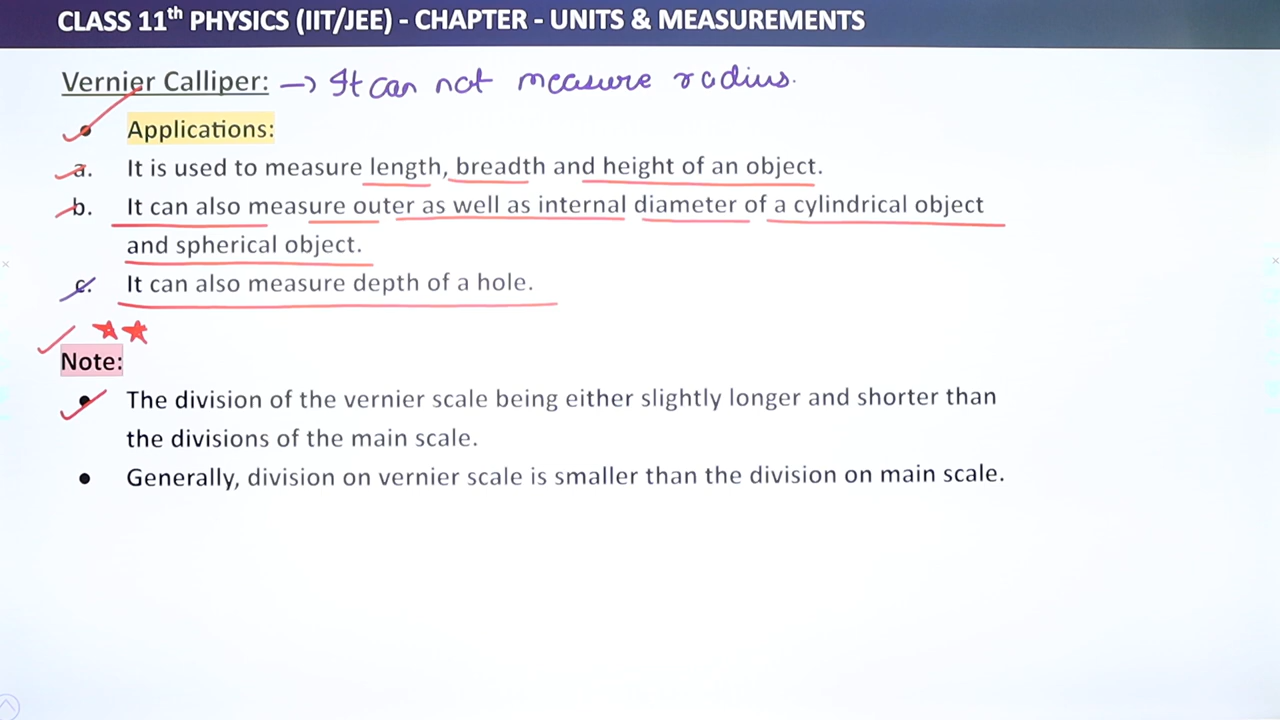 CLASS 11th PHYSICS (IIT/JEE) - CHAPTER - UNITS & MEASUREMENTS
Vernier Calliper: → It can not measure radius.
● Applications:
a. It is used to measure length, breadth and height of an object.
b. It can also measure outer as well as internal diameter of a cylindrical object
and spherical object.
c. It can also measure depth of a hole.
Note:
● The division of the vernier scale being either slightly longer and shorter than
the divisions of the main scale.
● Generally, division on vernier scale is smaller than the division on main scale.